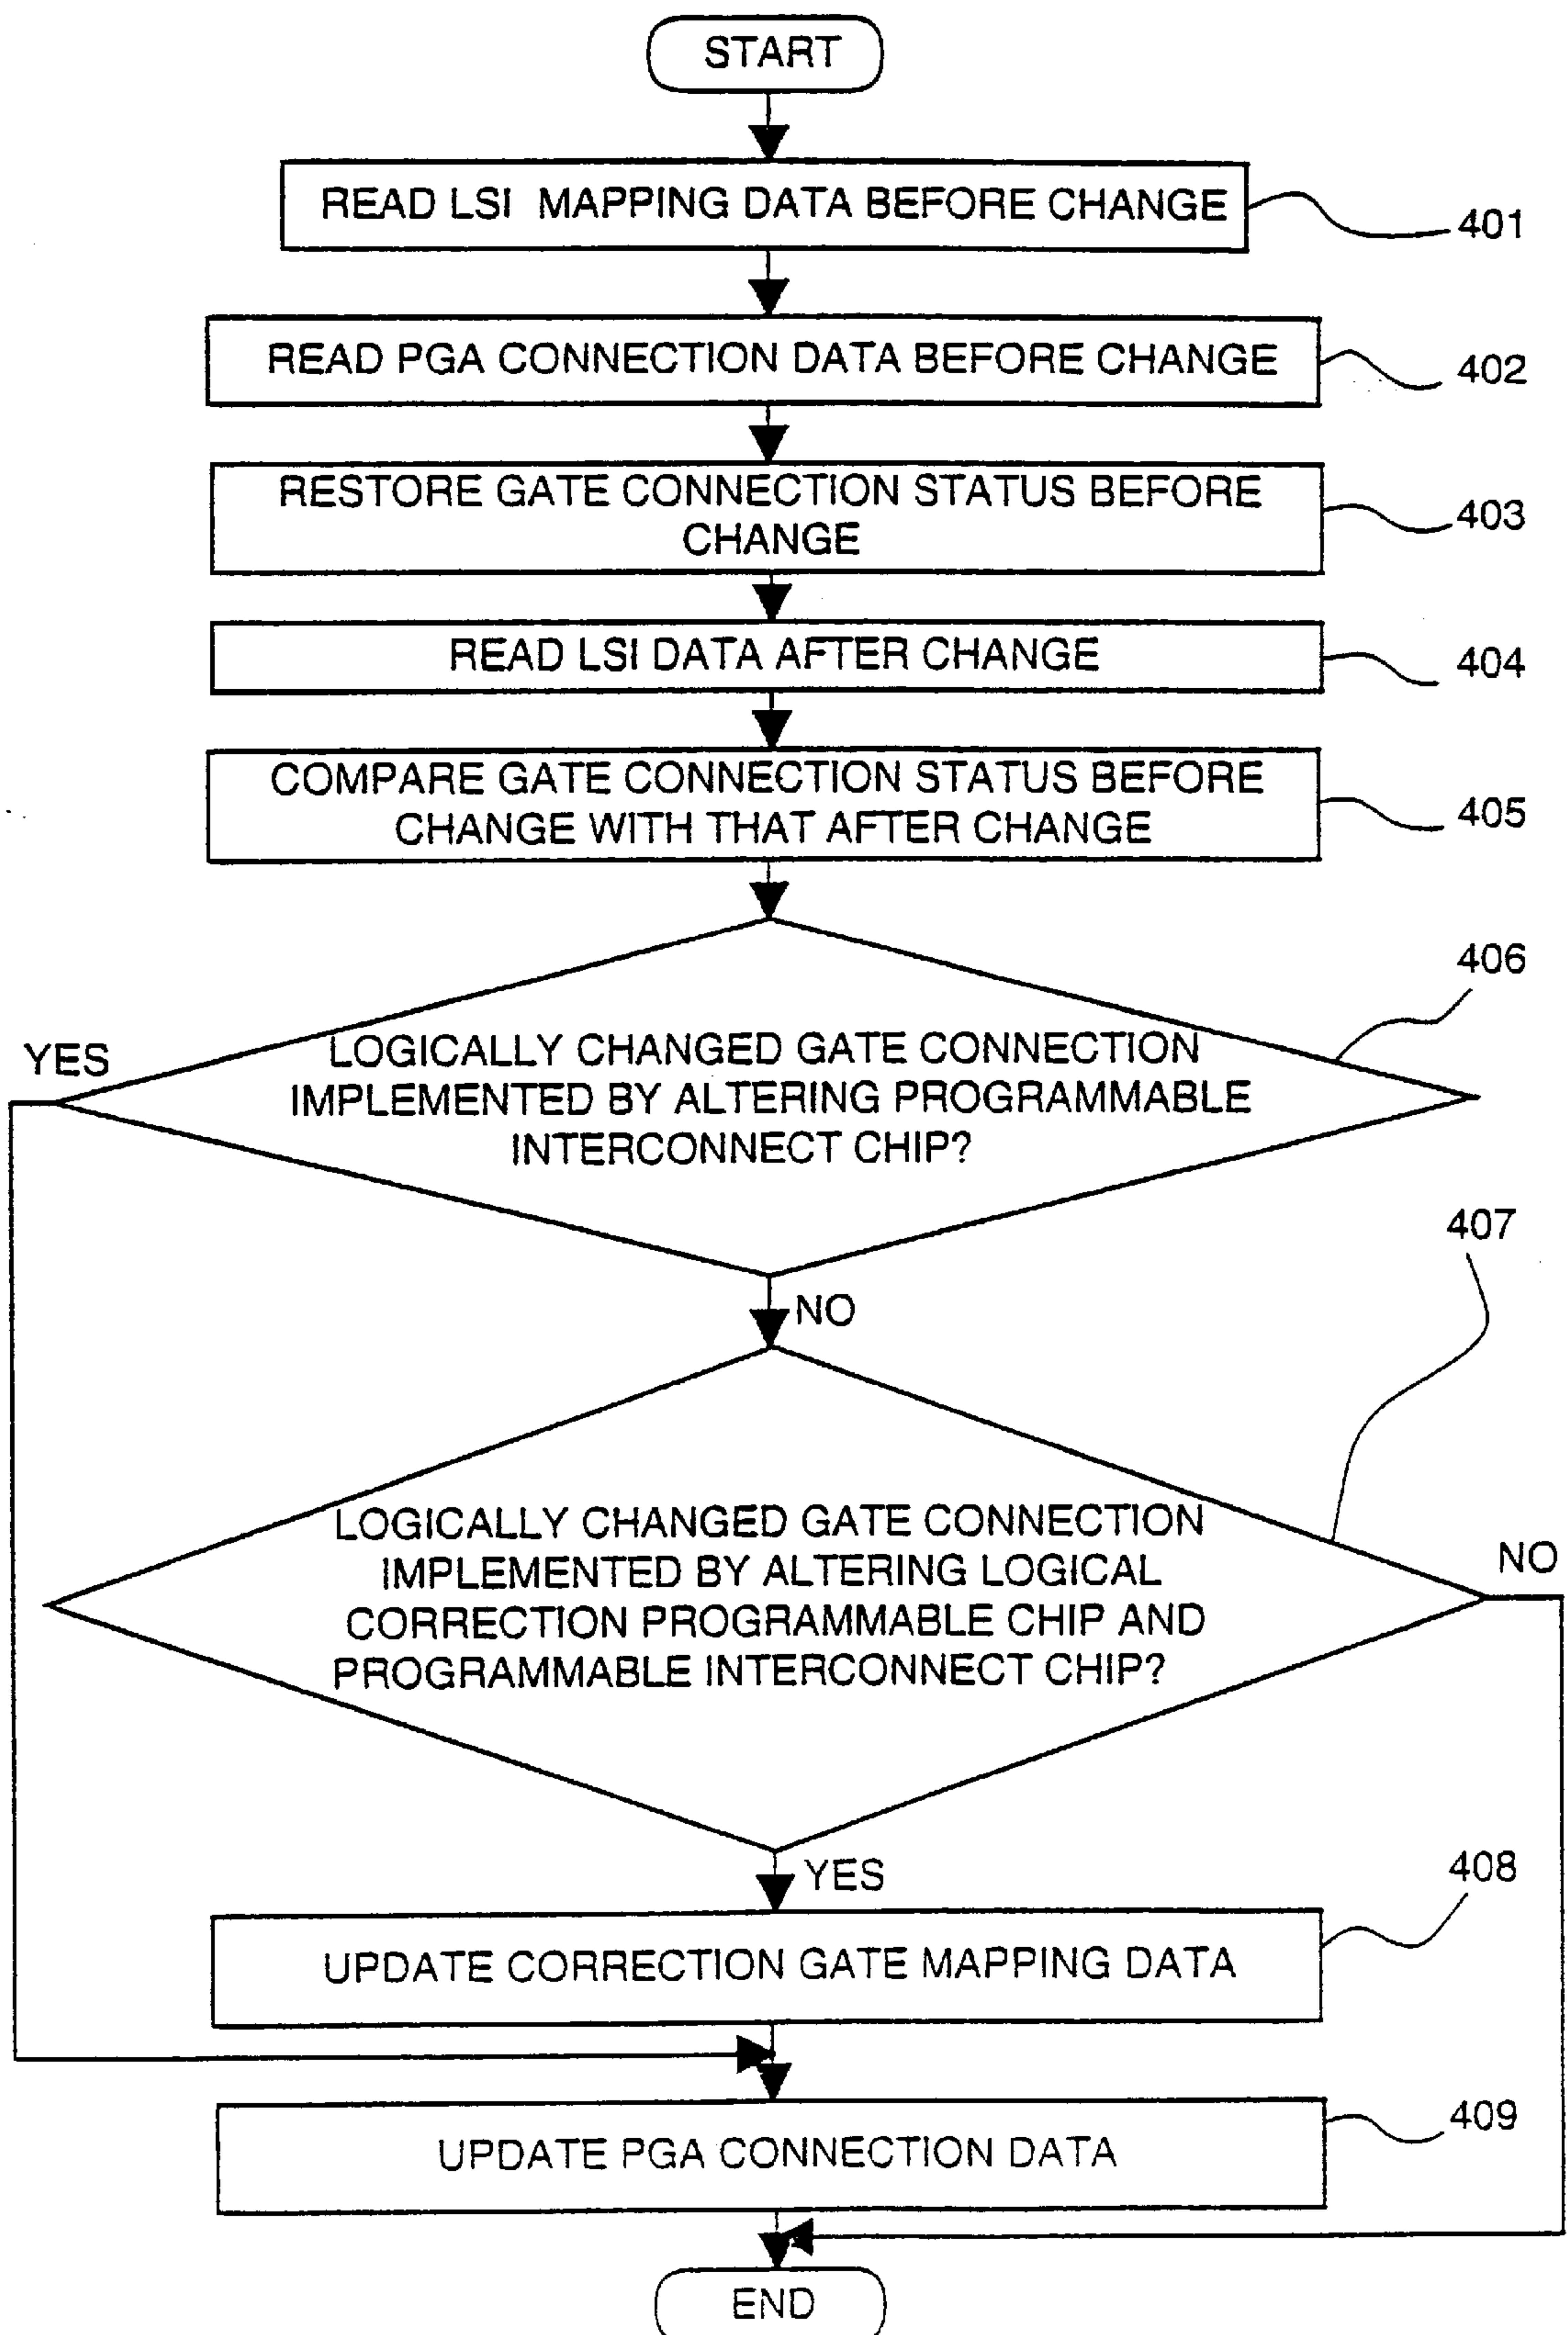 START
READ LSI MAPPING DATA BEFORE CHANGE
401
READ PGA CONNECTION DATA BEFORE CHANGE
402
RESTORE GATE CONNECTION STATUS BEFORE
CHANGE
403
READ LSI DATA AFTER CHANGE
404
COMPARE GATE CONNECTION STATUS BEFORE
CHANGE WITH THAT AFTER CHANGE
405
406
YES
LOGICALLY CHANGED GATE CONNECTION
IMPLEMENTED BY ALTERING PROGRAMMABLE
INTERCONNECT CHIP?
407
NO
LOGICALLY CHANGED GATE CONNECTION
IMPLEMENTED BY ALTERING LOGICAL
CORRECTION PROGRAMMABLE CHIP AND
PROGRAMMABLE INTERCONNECT CHIP?
NO
YES
408
UPDATE CORRECTION GATE MAPPING DATA
409
UPDATE PGA CONNECTION DATA
END